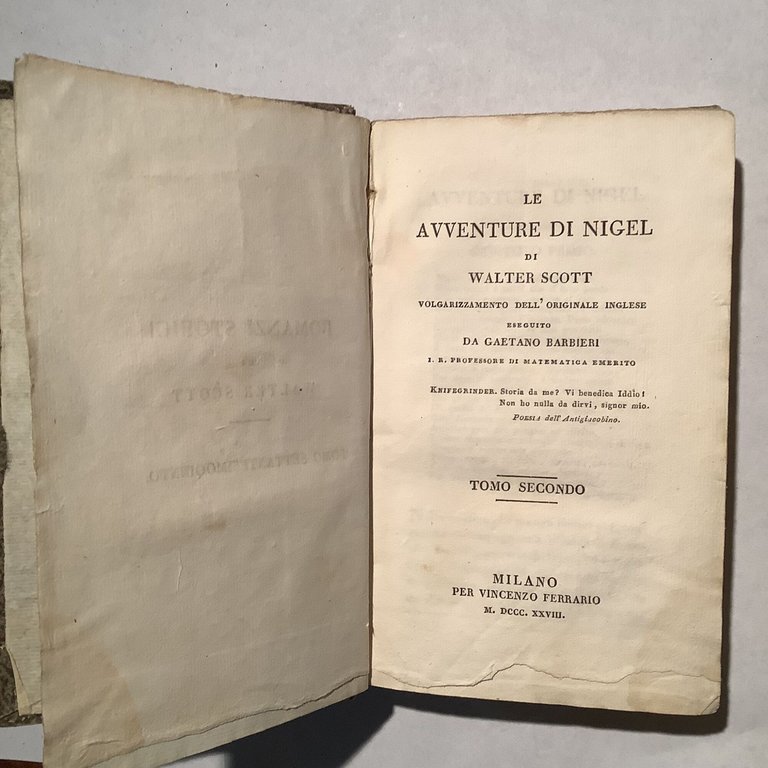 LE
AVVENTURE DI NIGEL
DI
WALTER SCOTT
VOLGARIZZAMENTO DELL' ORIGINALE INGLESE
ESEGUITO
DA GAETANO BARBIERI
I. R. PROFESSORE DI MATEMATICA EMERITO
KNIFEGRINDER. Storia da me? Vi benedica Iddio!
Non ho nulla da dirvi, signor mio.
POESIA dell'Antigiacobino.
TOMO SECONDO
MILANO
PER VINCENZO FERRARIO
M. DCCC. XXVIII.